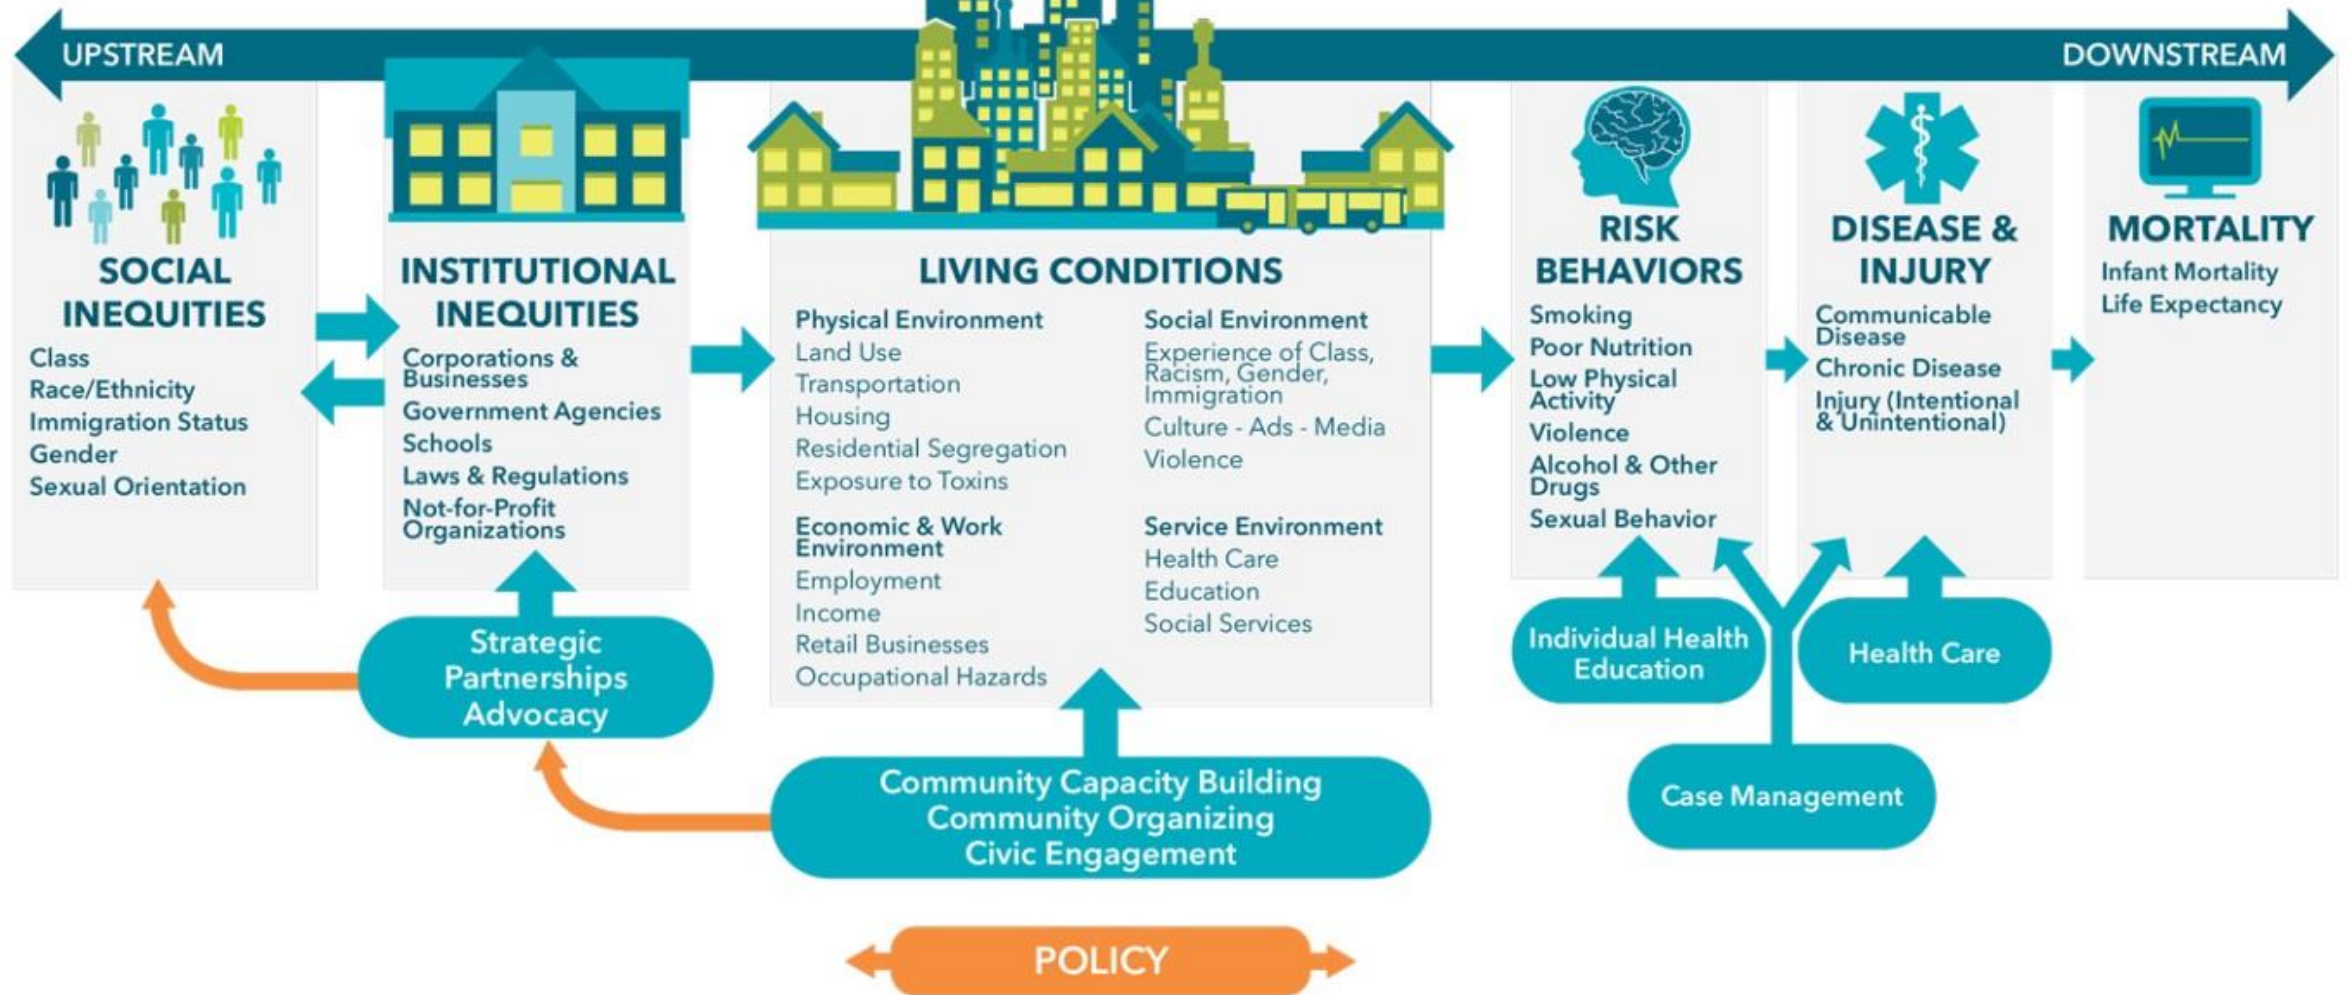 UPSTREAM
DOWNSTREAM
SOCIAL
INEQUITIES
Class
Race/Ethnicity
Immigration Status
Gender
Sexual Orientation
INSTITUTIONAL
INEQUITIES
Corporations &
Businesses
Government Agencies
Schools
Laws & Regulations
Not-for-Profit
Organizations
LIVING CONDITIONS
Physical Environment
Land Use
Transportation
Housing
Residential Segregation
Exposure to Toxins
Economic & Work
Environment
Employment
Income
Retail Businesses
Occupational Hazards
Social Environment
Experience of Class,
Racism, Gender,
Immigration
Culture - Ads - Media
Violence
Service Environment
Health Care
Education
Social Services
RISK
BEHAVIORS
Smoking
Poor Nutrition
Low Physical
Activity
Violence
Alcohol & Other
Drugs
Sexual Behavior
DISEASE &
INJURY
Communicable
Disease
Chronic Disease
Injury (Intentional
& Unintentional)
MORTALITY
Infant Mortality
Life Expectancy
Strategic
Partnerships
Advocacy
Community Capacity Building
Community Organizing
Civic Engagement
Individual Health
Education
Health Care
Case Management
POLICY